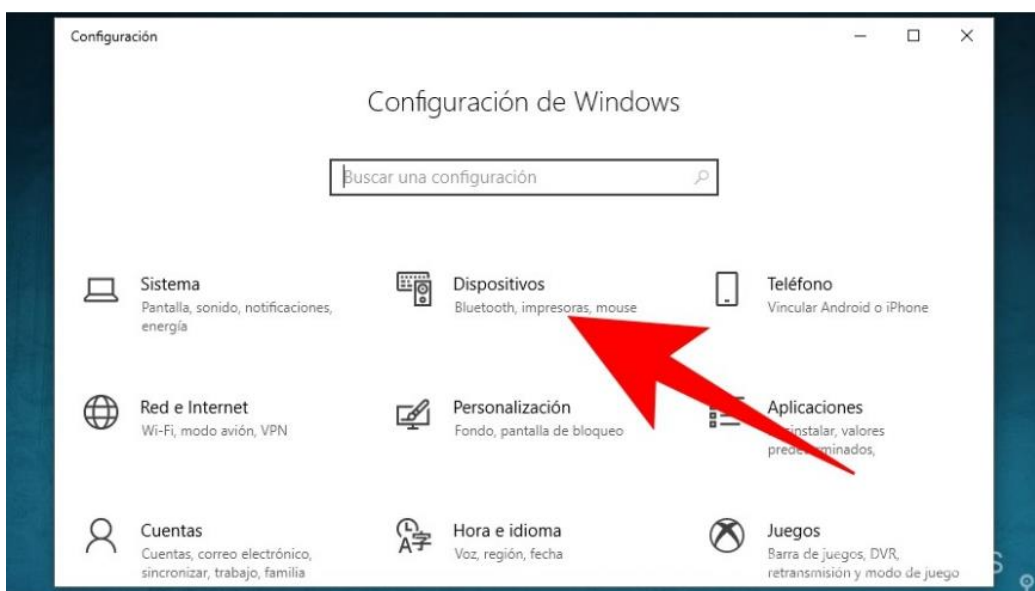 Configuración
Configuración de Windows
Buscar una configuración
Sistema
Pantalla, sonido, notificaciones,
energía
Dispositivos
Bluetooth, impresoras, mouse
Teléfono
Vincular Android o iPhone
Red e Internet
Wi-Fi, modo avión, VPN
Personalización
Fondo, pantalla de bloqueo
Aplicaciones
valores
Cuentas
Cuentas, correo electrónico,
sincronizar, trabajo, familia
Hora e idioma
Voz, región, fecha
Juegos
Barra de juegos, DVR,
retransmisión y modo de juego